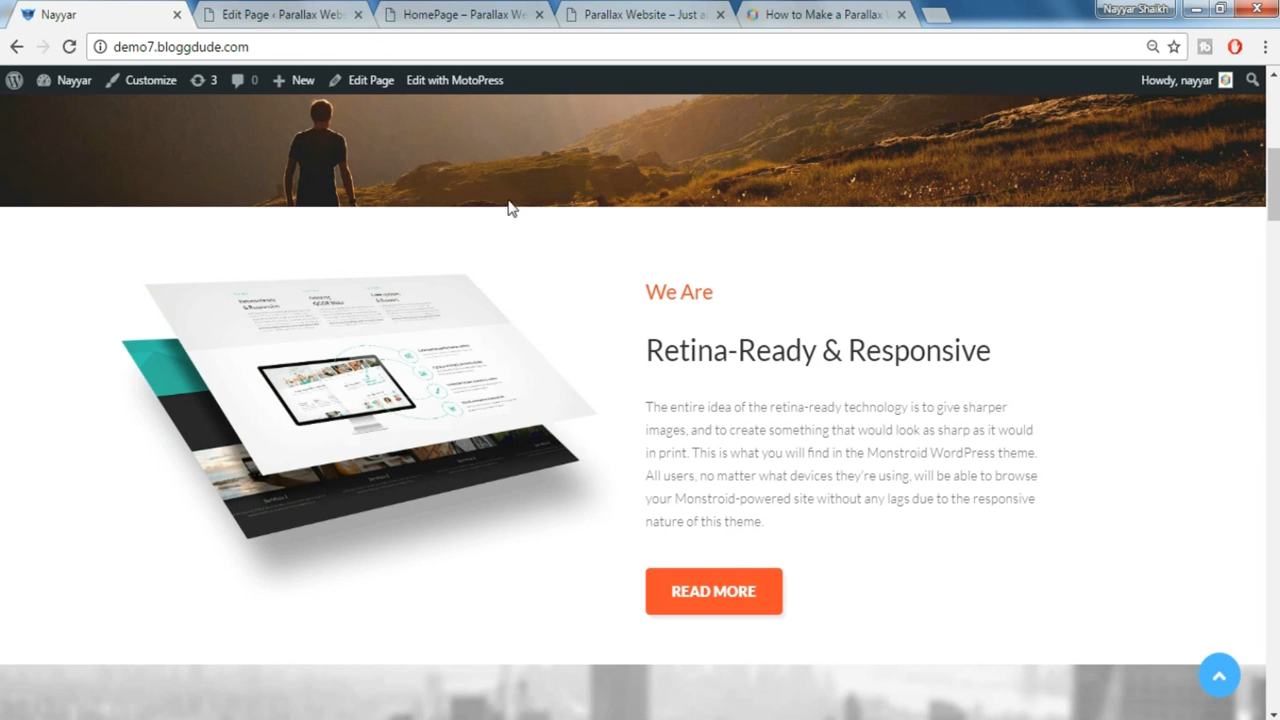 Nayyar
Edit Page ‹ Parallax Webs
HomePage – Parallax We
Parallax Website – Just a
How to Make a Parallax
Nayyar Shaikh
demo7.bloggdude.com
Nayyar Customize 3 0 New Edit Page Edit with MotoPress Howdy, nayyar
We Are
Retina-Ready & Responsive
The entire idea of the retina-ready technology is to give sharper
images, and to create something that would look as sharp as it would
in print. This is what you will find in the Monstroid WordPress theme.
All users, no matter what devices they're using, will be able to browse
your Monstroid-powered site without any lags due to the responsive
nature of this theme.
READ MORE